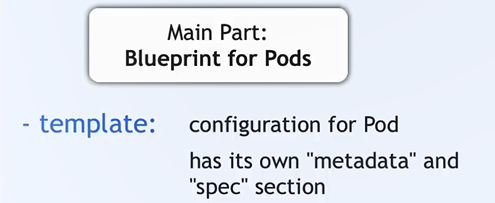 Main Part:
Blueprint for Pods
- template: configuration for Pod
has its own "metadata" and
"spec" section